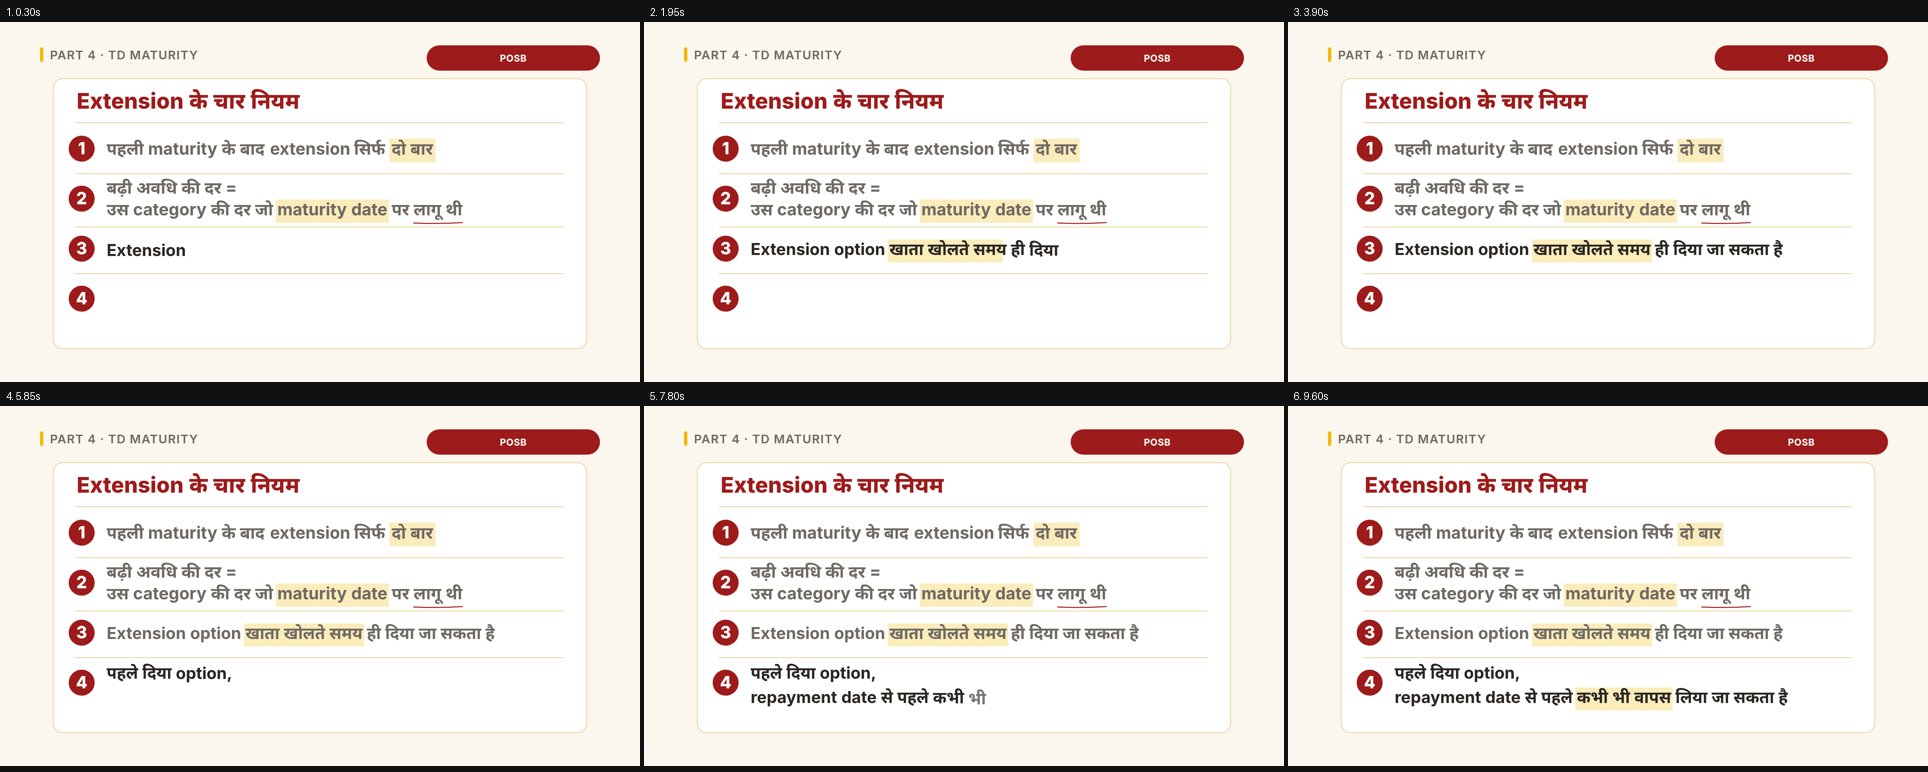 1. 0.30s
PART 4 · TD MATURITY
POSB
Extension के चार नियम
1 पहली maturity के बाद extension सिर्फ दो बार
2 बढ़ी अवधि की दर =
उस category की दर जो maturity date पर लागू थी
3 Extension
4
2. 1.95s
PART 4 · TD MATURITY
POSB
Extension के चार नियम
1 पहली maturity के बाद extension सिर्फ दो बार
2 बढ़ी अवधि की दर =
उस category की दर जो maturity date पर लागू थी
3 Extension option खाता खोलते समय ही दिया
4
3. 3.90s
PART 4 · TD MATURITY
POSB
Extension के चार नियम
1 पहली maturity के बाद extension सिर्फ दो बार
2 बढ़ी अवधि की दर =
उस category की दर जो maturity date पर लागू थी
3 Extension option खाता खोलते समय ही दिया जा सकता है
4
4. 5.85s
PART 4 · TD MATURITY
POSB
Extension के चार नियम
1 पहली maturity के बाद extension सिर्फ दो बार
2 बढ़ी अवधि की दर =
उस category की दर जो maturity date पर लागू थी
3 Extension option खाता खोलते समय ही दिया जा सकता है
4 पहले दिया option,
5. 7.80s
PART 4 · TD MATURITY
POSB
Extension के चार नियम
1 पहली maturity के बाद extension सिर्फ दो बार
2 बढ़ी अवधि की दर =
उस category की दर जो maturity date पर लागू थी
3 Extension option खाता खोलते समय ही दिया जा सकता है
4 पहले दिया option,
repayment date से पहले कभी भी
6. 9.60s
PART 4 · TD MATURITY
POSB
Extension के चार नियम
1 पहली maturity के बाद extension सिर्फ दो बार
2 बढ़ी अवधि की दर =
उस category की दर जो maturity date पर लागू थी
3 Extension option खाता खोलते समय ही दिया जा सकता है
4 पहले दिया option,
repayment date से पहले कभी भी वापस लिया जा सकता है